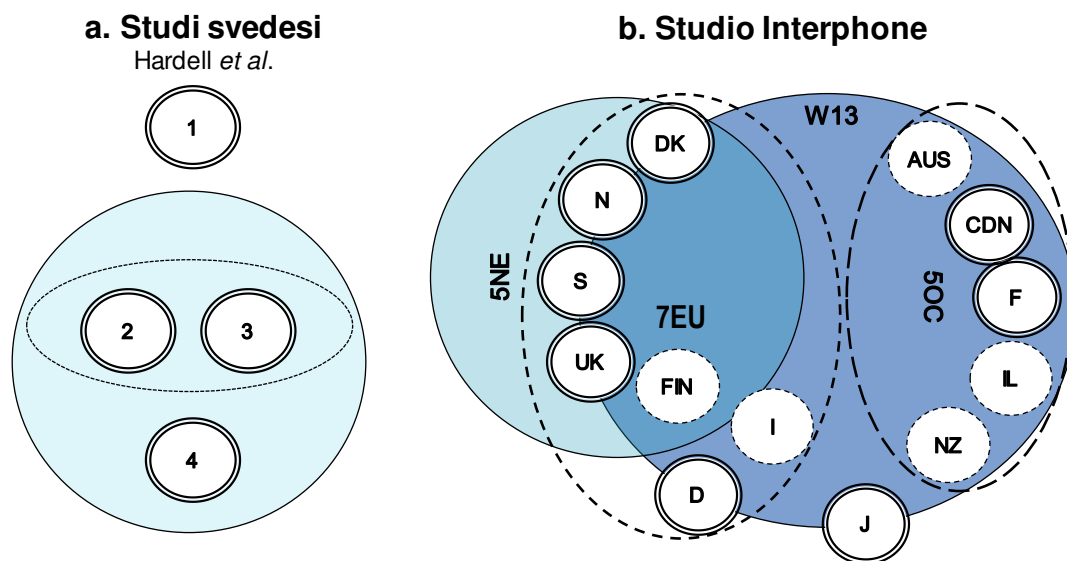 a. Studi svedesi
Hardell et al.
1
2
3
4
b. Studio Interphone
W13
DK
AUS
N
CDN
5NE
S
7EU
5OC
F
UK
FIN
IL
I
NZ
D
J